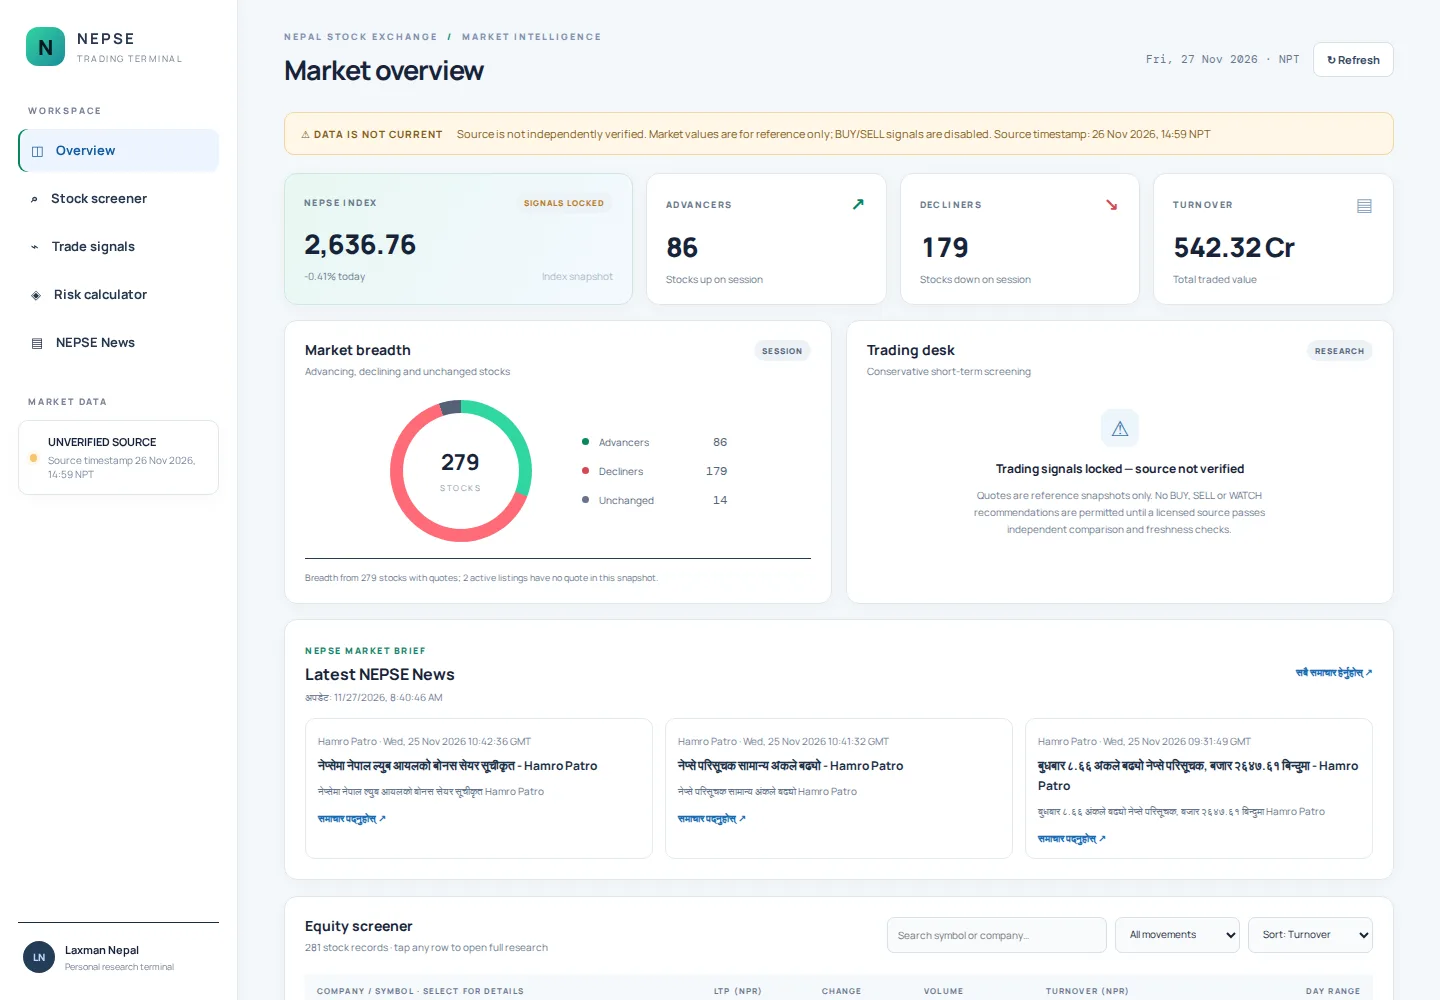 N
NEPSE
TRADING TERMINAL
WORKSPACE
Overview
Stock screener
Trade signals
Risk calculator
NEPSE News
MARKET DATA
UNVERIFIED SOURCE
Source timestamp 26 Nov 2026,
14:59 NPT
LN
Laxman Nepal
Personal research terminal
NEPAL STOCK EXCHANGE / MARKET INTELLIGENCE
Market overview
Fri, 27 Nov 2026 · NPT
↻ Refresh
⚠ DATA IS NOT CURRENT Source is not independently verified. Market values are for reference only; BUY/SELL signals are disabled. Source timestamp: 26 Nov 2026, 14:59 NPT
NEPSE INDEX
SIGNALS LOCKED
2,636.76
-0.41% today
Index snapshot
ADVANCERS
↗
86
Stocks up on session
DECLINERS
↘
179
Stocks down on session
TURNOVER
542.32 Cr
Total traded value
Market breadth
SESSION
Advancing, declining and unchanged stocks
279
STOCKS
Advancers 86
Decliners 179
Unchanged 14
Breadth from 279 stocks with quotes; 2 active listings have no quote in this snapshot.
Trading desk
RESEARCH
Conservative short-term screening
Trading signals locked — source not verified
Quotes are reference snapshots only. No BUY, SELL or WATCH
recommendations are permitted until a licensed source passes
independent comparison and freshness checks.
NEPSE MARKET BRIEF
Latest NEPSE News
सबै समाचार हेर्नुहोस् ↗
अपडेट: 11/27/2026, 8:40:46 AM
Hamro Patro · Wed, 25 Nov 2026 10:42:36 GMT
नेप्सेमा नेपाल ल्युब आयलको बोनस सेयर सूचीकृत - Hamro Patro
नेप्सेमा नेपाल ल्युब आयलको बोनस सेयर सूचीकृत Hamro Patro
समाचार पढ्नुहोस् ↗
Hamro Patro · Wed, 25 Nov 2026 10:41:32 GMT
नेप्से परिसूचक सामान्य अंकले बढ्यो - Hamro Patro
नेप्से परिसूचक सामान्य अंकले बढ्यो Hamro Patro
समाचार पढ्नुहोस् ↗
Hamro Patro · Wed, 25 Nov 2026 09:31:49 GMT
बुधबार ८.६६ अंकले बढ्यो नेप्से परिसूचक, बजार २६४७.६१ बिन्दुमा - Hamro
Patro
बुधबार ८.६६ अंकले बढ्यो नेप्से परिसूचक, बजार २६४७.६१ बिन्दुमा Hamro Patro
समाचार पढ्नुहोस् ↗
Equity screener
281 stock records · tap any row to open full research
Search symbol or company...
All movements
Sort: Turnover
COMPANY / SYMBOL · SELECT FOR DETAILS LTP (NPR) CHANGE VOLUME TURNOVER (NPR) DAY RANGE